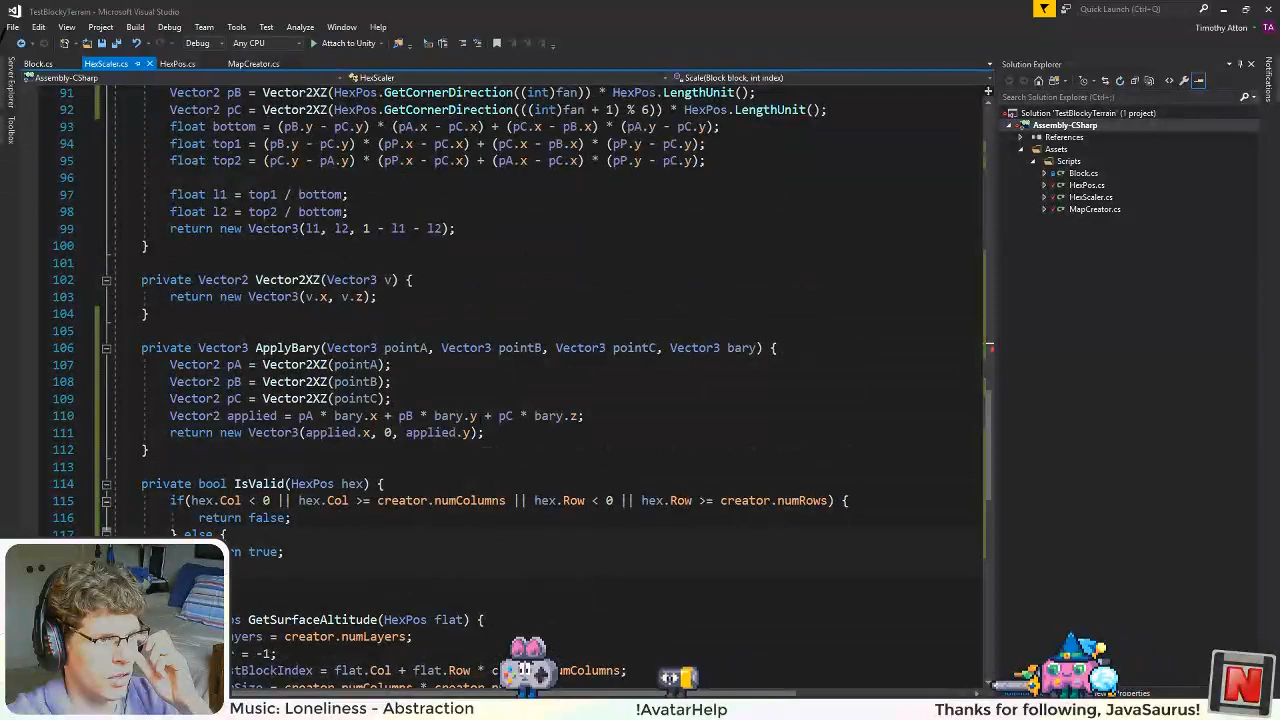 TestBlockyTerrain - Microsoft Visual Studio
Quick Launch (Ctrl+Q)
File Edit View Project Build Debug Team Tools Test Analyze Window Help
Timothy Atton TA
Debug Any CPU Attach to Unity
Block.cs HexScaler.cs HexPos.cs MapCreator.cs
Assembly-CSharp HexScaler Scale(Block block, int index)
Server Explorer
Toolbox
91 Vector2 pB = Vector2XZ(HexPos.GetCornerDirection((int)fan)) * HexPos.LengthUnit();
92 Vector2 pC = Vector2XZ(HexPos.GetCornerDirection(((int)fan + 1) % 6)) * HexPos.LengthUnit();
93 float bottom = (pB.y - pC.y) * (pA.x - pC.x) + (pC.x - pB.x) * (pA.y - pC.y);
94 float top1 = (pB.y - pC.y) * (pP.x - pC.x) + (pC.x - pB.x) * (pP.y - pC.y);
95 float top2 = (pC.y - pA.y) * (pP.x - pC.x) + (pA.x - pC.x) * (pP.y - pC.y);
96
97 float l1 = top1 / bottom;
98 float l2 = top2 / bottom;
99 return new Vector3(l1, l2, 1 - l1 - l2);
100 }
101
102 private Vector2 Vector2XZ(Vector3 v) {
103 return new Vector3(v.x, v.z);
104 }
105
106 private Vector3 ApplyBary(Vector3 pointA, Vector3 pointB, Vector3 pointC, Vector3 bary) {
107 Vector2 pA = Vector2XZ(pointA);
108 Vector2 pB = Vector2XZ(pointB);
109 Vector2 pC = Vector2XZ(pointC);
110 Vector2 applied = pA * bary.x + pB * bary.y + pC * bary.z;
111 return new Vector3(applied.x, 0, applied.y);
112 }
113
114 private bool IsValid(HexPos hex) {
115 if(hex.Col < 0 || hex.Col >= creator.numColumns || hex.Row < 0 || hex.Row >= creator.numRows) {
116 return false;
117 } else {
rn true;
GetSurfaceAltitude(HexPos flat) {
ayers = creator.numLayers;
= -1;
stBlockIndex = flat.Col + flat.Row * umColumns;
Solution Explorer
Search Solution Explorer (Ctrl+;)
Solution 'TestBlockyTerrain' (1 project)
Assembly-CSharp
References
Assets
Scripts
Block.cs
HexPos.cs
HexScaler.cs
MapCreator.cs
Notifications
Properties
Music: Loneliness - Abstraction
!AvatarHelp
Thanks for following, JavaSaurus!
N